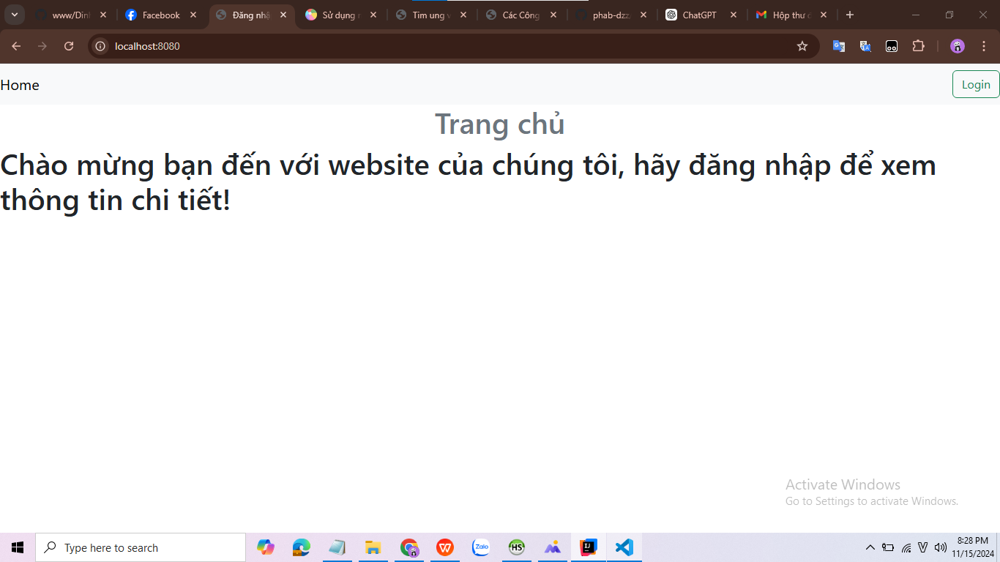 www/Dinh
Facebook
Đăng nhậ
Sử dụng
Tim ung v
Các Công
phab-dzz
ChatGPT
Hộp thư
localhost:8080
Home
Login
Trang chủ
Chào mừng bạn đến với website của chúng tôi, hãy đăng nhập để xem
thông tin chi tiết!
Activate Windows
Go to Settings to activate Windows.
Type here to search
Zalo
HS
8:28 PM
11/15/2024